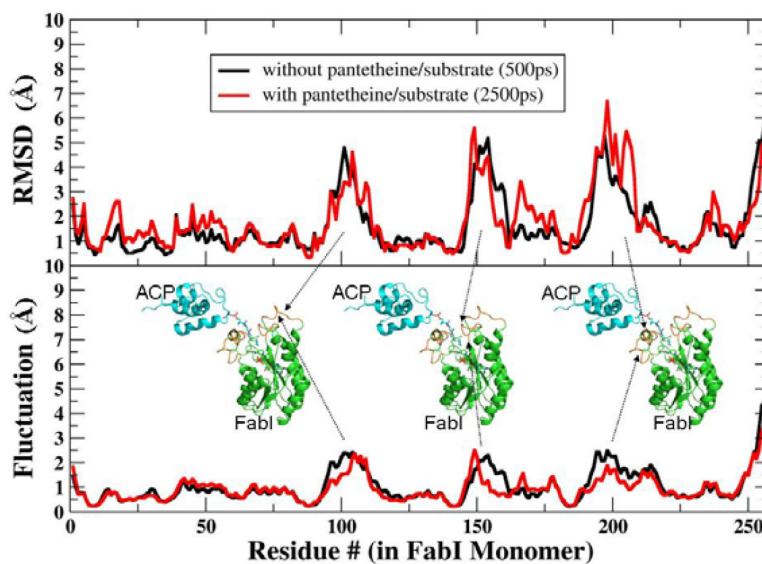 10
9
8
7
6
5
4
3
2
1
RMSD (Å)
without pantetheine/substrate (500ps)
with pantetheine/substrate (2500ps)
10
9
8
7
6
5
4
3
2
1
0
Fluctuation (Å)
ACP
FabI
ACP
FabI
ACP
FabI
0 50 100 150 200 250
Residue # (in FabI Monomer)